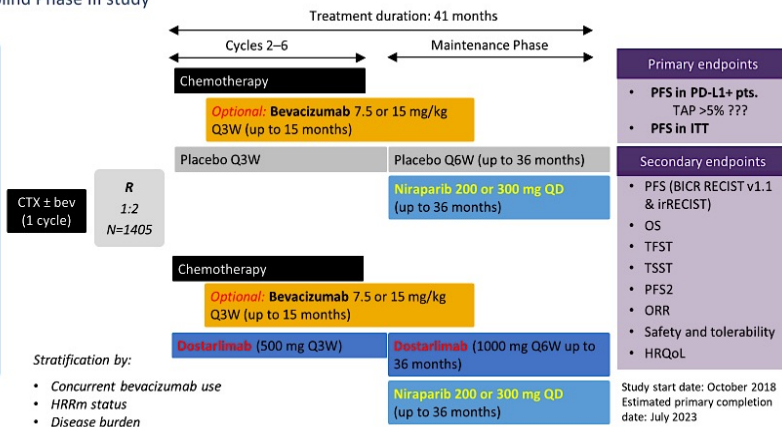 blind Phase III study
Treatment duration: 41 months
Cycles 2–6
Maintenance Phase
Chemotherapy
Optional: Bevacizumab 7.5 or 15 mg/kg
Q3W (up to 15 months)
Placebo Q3W
Placebo Q6W (up to 36 months)
Niraparib 200 or 300 mg QD
(up to 36 months)
CTX ± bev
(1 cycle)
R
1:2
N=1405
Chemotherapy
Optional: Bevacizumab 7.5 or 15 mg/kg
Q3W (up to 15 months)
Dostarlimab (500 mg Q3W)
Dostarlimab (1000 mg Q6W up to
36 months)
Niraparib 200 or 300 mg QD
(up to 36 months)
Stratification by:
• Concurrent bevacizumab use
• HRRm status
• Disease burden
Primary endpoints
• PFS in PD-L1+ pts.
TAP >5% ???
• PFS in ITT
Secondary endpoints
• PFS (BICR RECIST v1.1
& irRECIST)
• OS
• TFST
• TSST
• PFS2
• ORR
• Safety and tolerability
• HRQoL
Study start date: October 2018
Estimated primary completion
date: July 2023